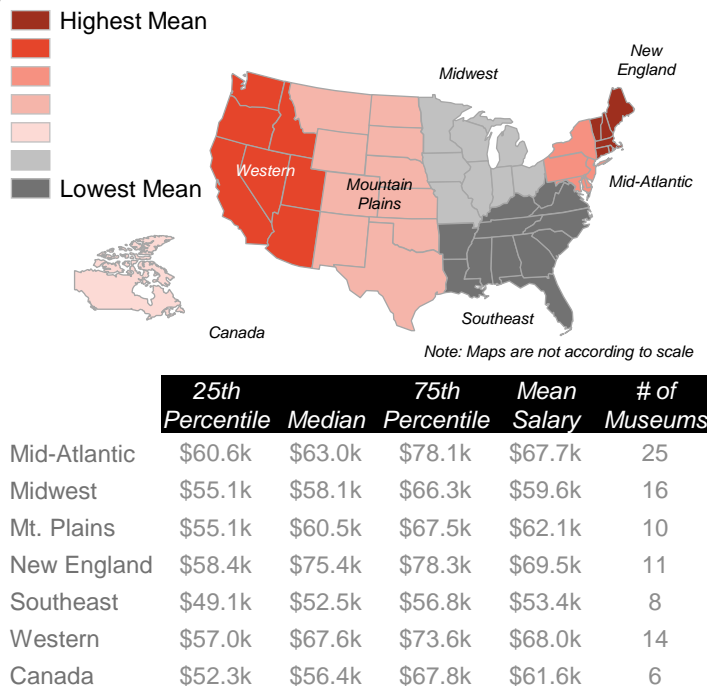 Highest Mean
Lowest Mean
Midwest
New
England
Western
Mountain
Plains
Mid-Atlantic
Southeast
Canada
Note: Maps are not according to scale
25th Percentile Median 75th Percentile Mean Salary # of Museums
Mid-Atlantic $60.6k $63.0k $78.1k $67.7k 25
Midwest $55.1k $58.1k $66.3k $59.6k 16
Mt. Plains $55.1k $60.5k $67.5k $62.1k 10
New England $58.4k $75.4k $78.3k $69.5k 11
Southeast $49.1k $52.5k $56.8k $53.4k 8
Western $57.0k $67.6k $73.6k $68.0k 14
Canada $52.3k $56.4k $67.8k $61.6k 6